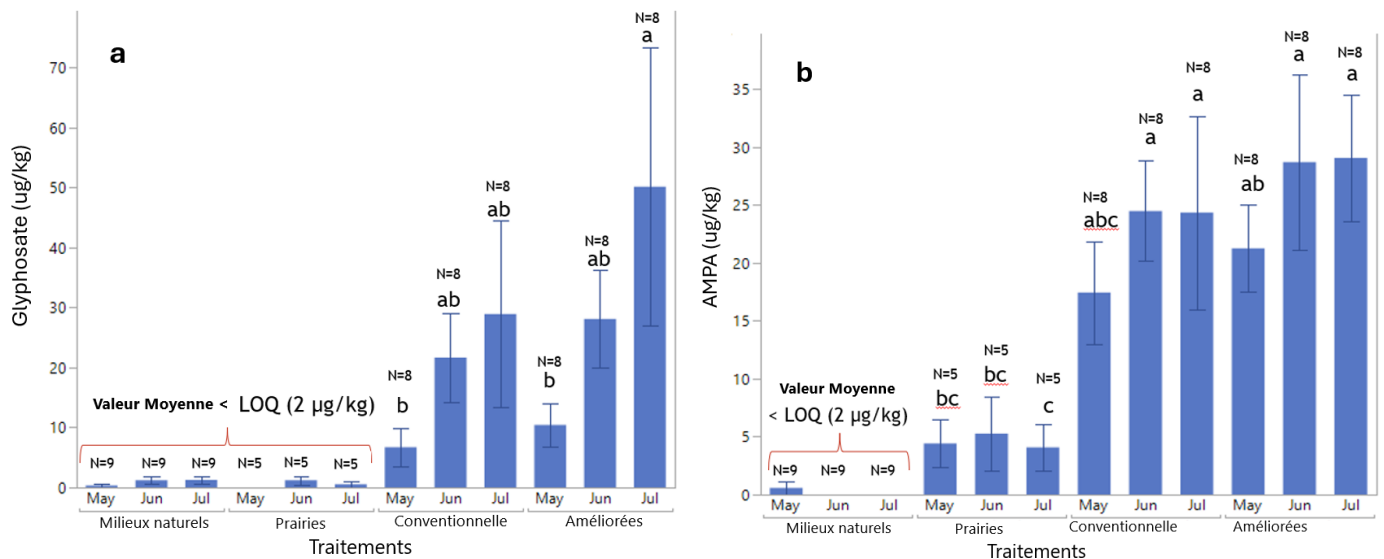 a
Glyphosate (ug/kg)
70
60
50
40
30
20
10
0
N=8
a
N=8
ab
N=8
ab
N=8
ab
N=8
b
N=8
b
Valeur Moyenne < LOQ (2 µg/kg)
N=9 N=9 N=9 N=5 N=5 N=5
May Jun Jul May Jun Jul May Jun Jul May Jun Jul
Milieux naturels Prairies Conventionnelle Améliorées
Traitements
b
AMPA (ug/kg)
35
30
25
20
15
10
5
0
N=8
a
N=8
a
N=8
a
N=8
a
N=8
ab
N=8
abc
N=5
bc
N=5
bc
N=5
c
Valeur Moyenne
< LOQ (2 µg/kg)
N=9 N=9 N=9
May Jun Jul May Jun Jul May Jun Jul May Jun Jul
Milieux naturels Prairies Conventionnelle Améliorées
Traitements